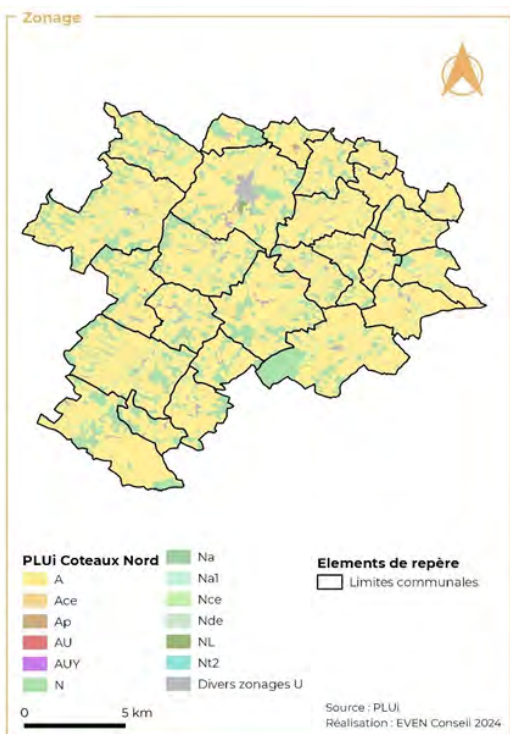 Zonage
PLUi Coteaux Nord
A
Ace
Ap
AU
AUY
N
Na
Na1
Nce
Nde
NL
Nt2
Divers zonages U
Elements de repère
Limites communales
0 5 km
Source : PLUi
Réalisation : EVEN Conseil 2024